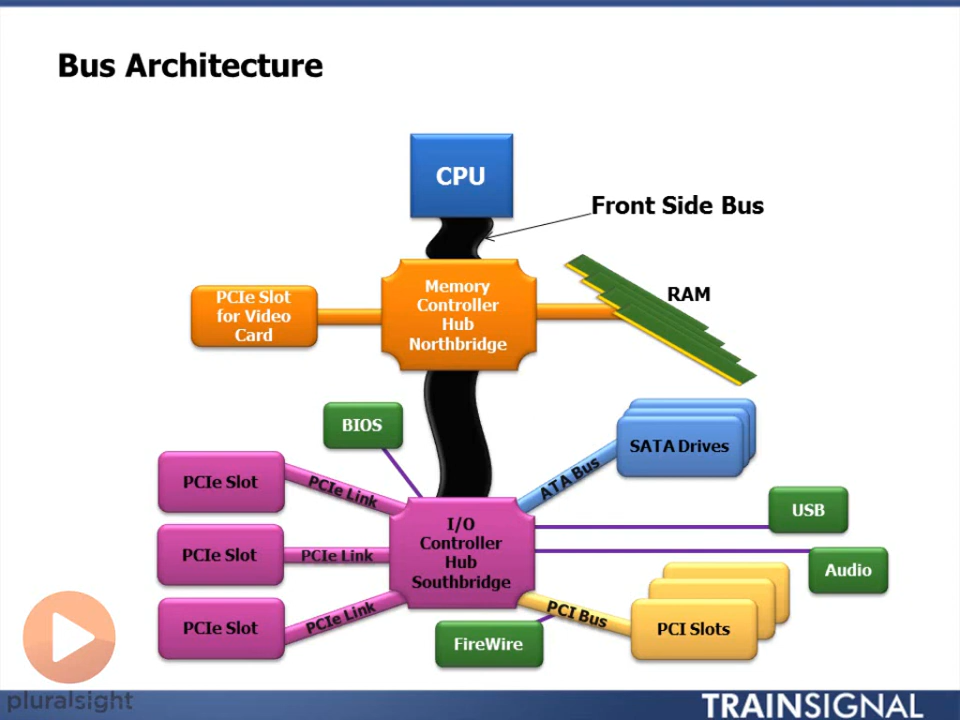 Bus Architecture
CPU
Front Side Bus
Memory
Controller
Hub
Northbridge
PCIe Slot
for Video
Card
RAM
BIOS
SATA Drives
PCIe Slot
PCIe Link
ATA Bus
USB
I/O
Controller
Hub
Southbridge
PCIe Slot
PCIe Link
Audio
PCIe Slot
PCIe Link
PCI Bus
PCI Slots
FireWire
pluralsight
TRAINSIGNAL